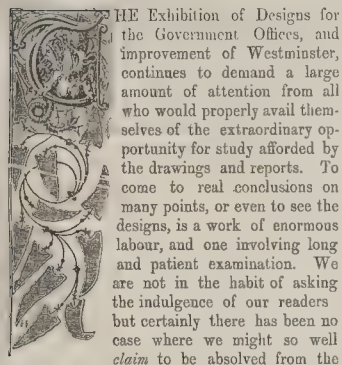 THE Exhibition of Designs for
the Government Offices, and
improvement of Westminster,
continues to demand a large
amount of attention from all
who would properly avail them-
selves of the extraordinary op-
portunity for study afforded by
the drawings and reports. To
come to real conclusions on
many points, or even to see the
designs, is a work of enormous
labour, and one involving long
and patient examination. We
are not in the habit of asking
the indulgence of our readers
but certainly there has been no
case where we might so well
claim to be absolved from the